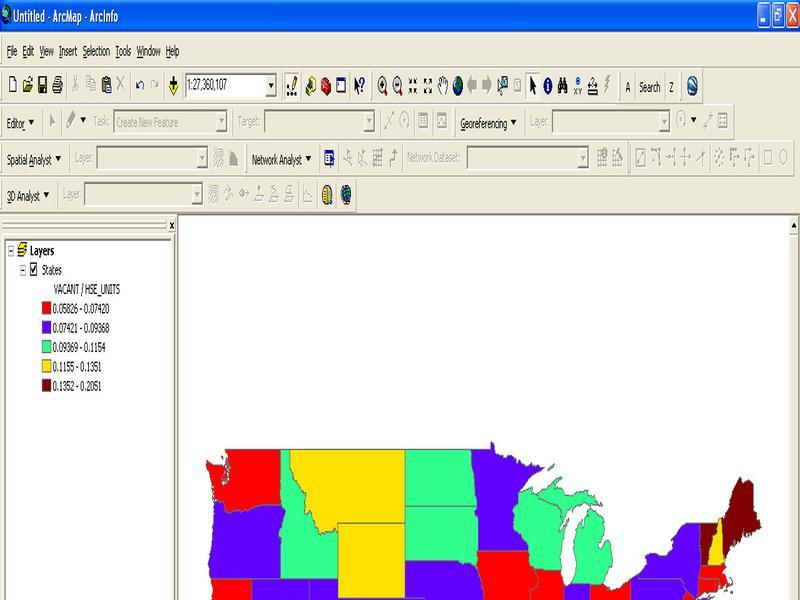 Untitled - ArcMap - ArcInfo
File Edit View Insert Selection Tools Window Help
1:27,360,107
XY A Search Z
Editor Task: Create New Feature Target: Georeferencing Layer:
Spatial Analyst Layer: Network Analyst Network Dataset:
3D Analyst Layer:
x
Layers
States
VACANT / HSE_UNITS
0.05826 - 0.07420
0.07421 - 0.09368
0.09369 - 0.1154
0.1155 - 0.1351
0.1352 - 0.2051